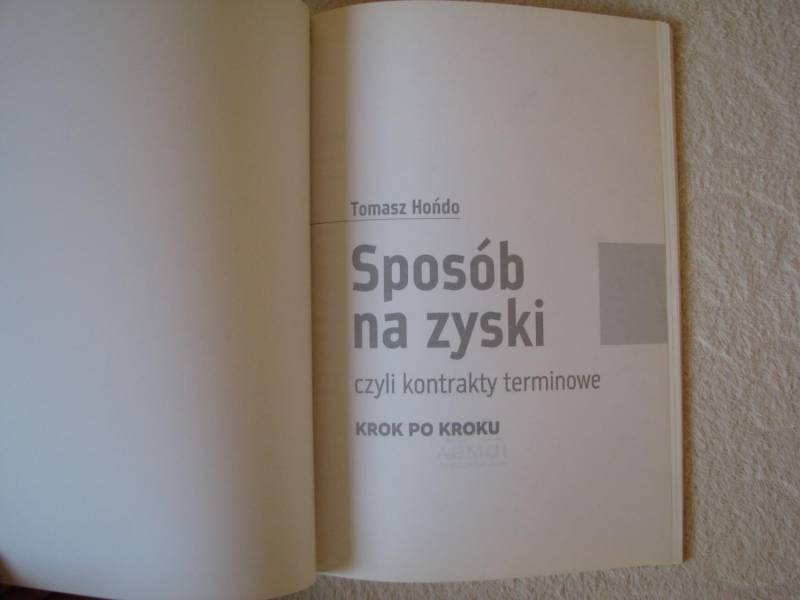 Tomasz Hońdo
Sposób
na zyski
czyli kontrakty terminowe
KROK PO KROKU